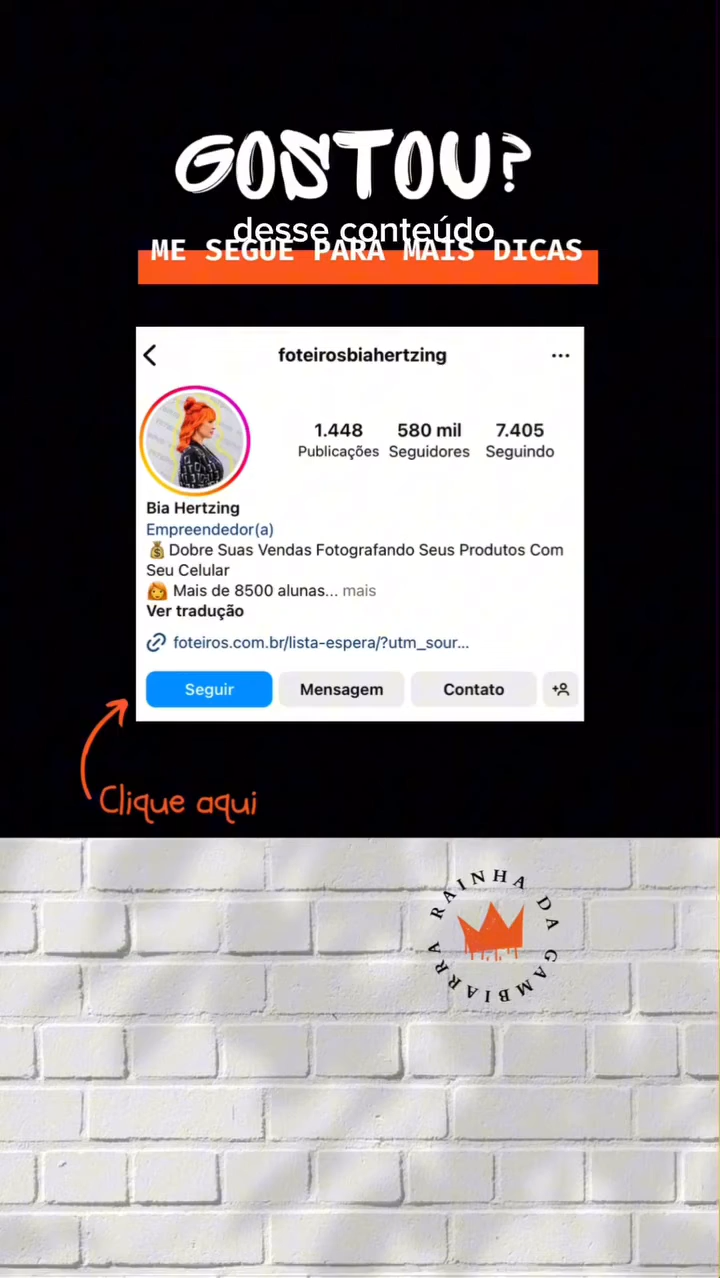 GOSTOU?
desse conteúdo
ME SEGUE PARA MAIS DICAS
foteirosbiahertzing
1.448 580 mil 7.405
Publicações Seguidores Seguindo
Bia Hertzing
Empreendedor(a)
💰Dobre Suas Vendas Fotografando Seus Produtos Com
Seu Celular
👩‍🦰 Mais de 8500 alunas... mais
Ver tradução
foteiros.com.br/lista-espera/?utm_sour...
Seguir Mensagem Contato
Clique aqui
RAINHA DA GAMBIARRA